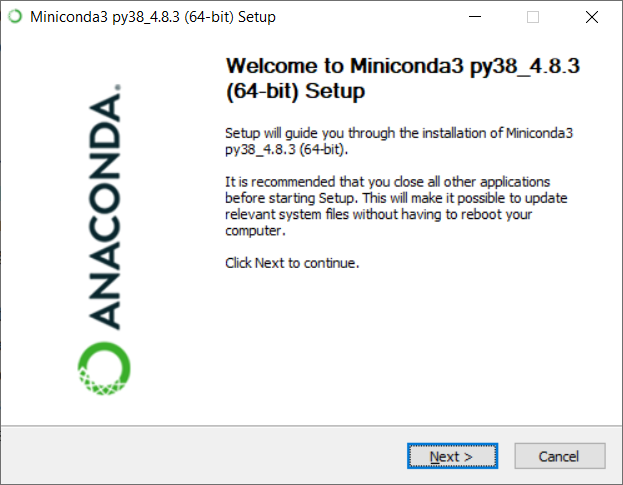 Miniconda3 py38_4.8.3 (64-bit) Setup
Welcome to Miniconda3 py38_4.8.3
(64-bit) Setup
Setup will guide you through the installation of Miniconda3
py38_4.8.3 (64-bit).
It is recommended that you close all other applications
before starting Setup. This will make it possible to update
relevant system files without having to reboot your
computer.
Click Next to continue.
ANACONDA.
Next >
Cancel